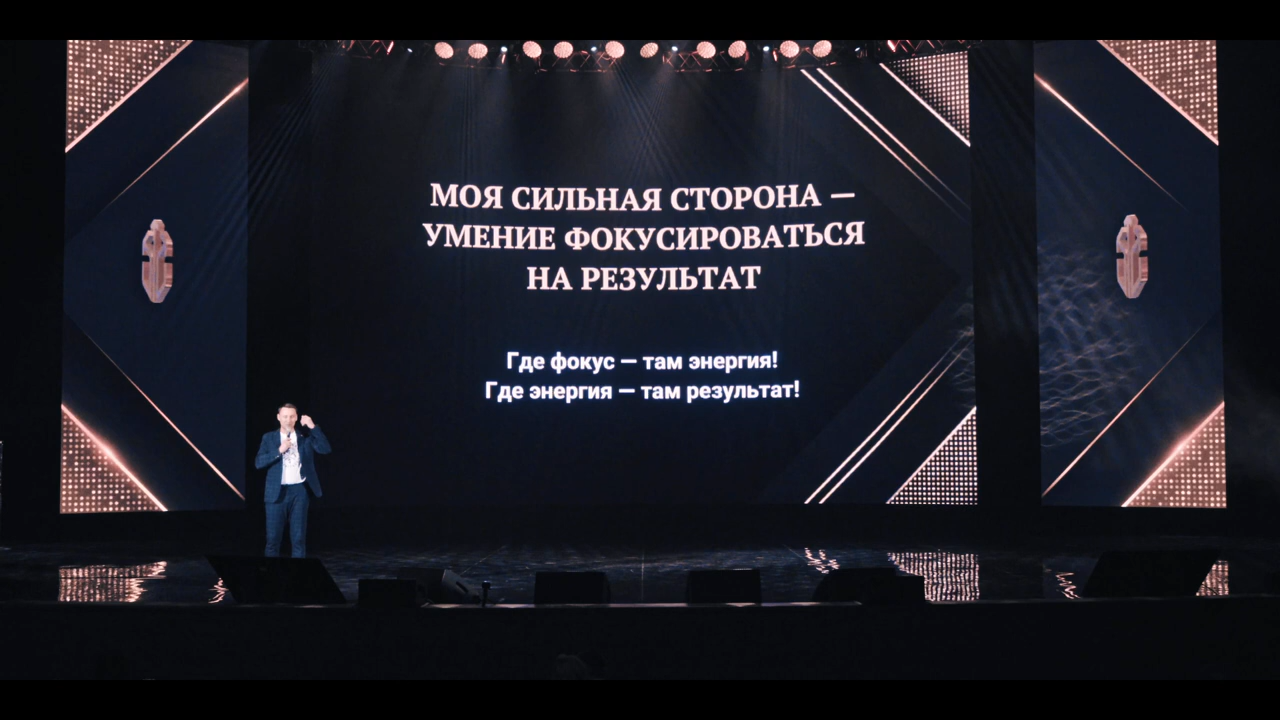 МОЯ СИЛЬНАЯ СТОРОНА —
УМЕНИЕ ФОКУСИРОВАТЬСЯ
НА РЕЗУЛЬТАТ
Где фокус — там энергия!
Где энергия — там результат!